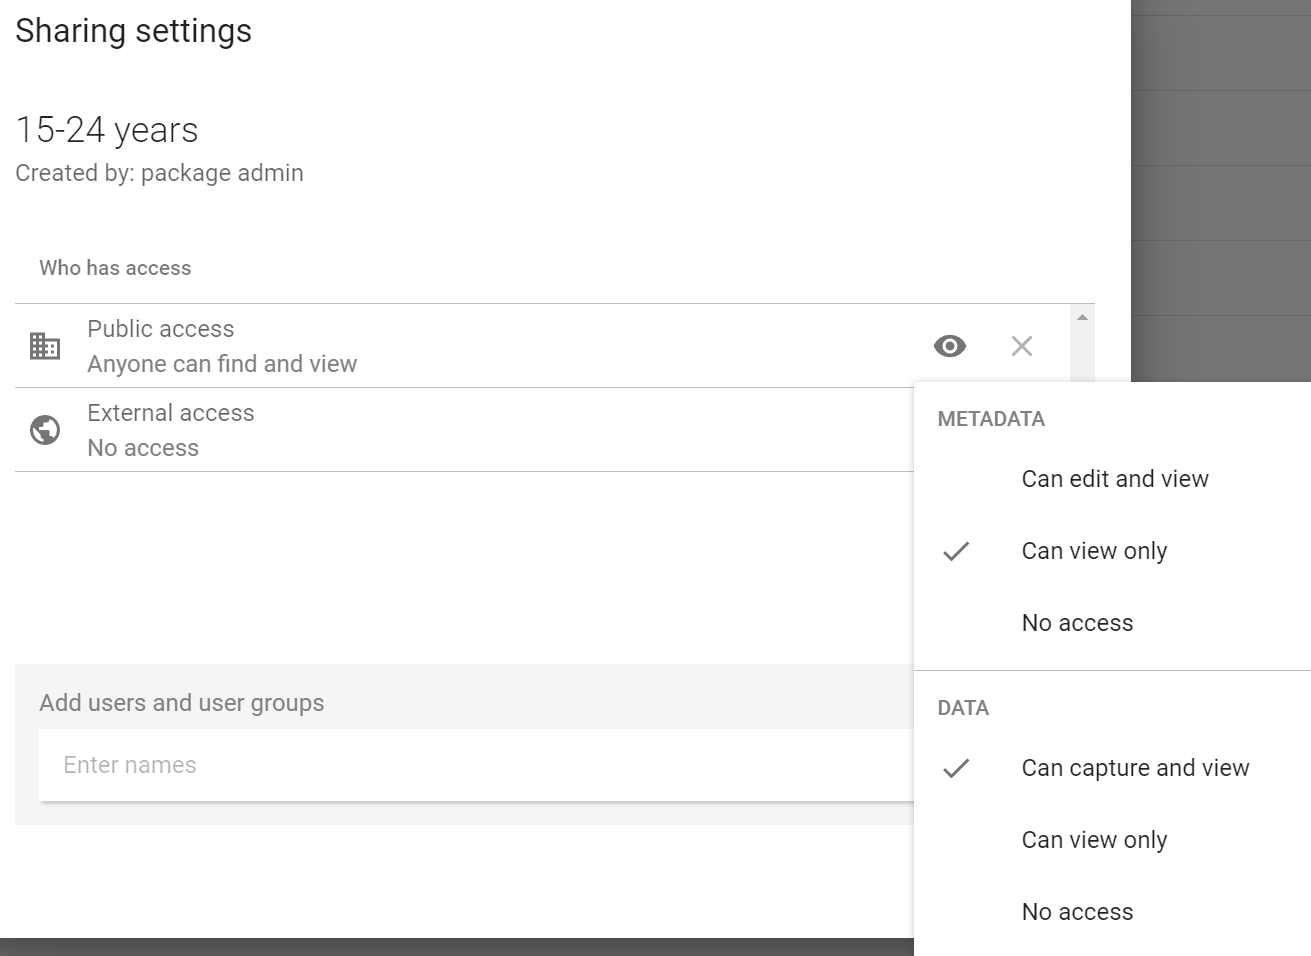 Sharing settings
15-24 years
Created by: package admin
Who has access
Public access
Anyone can find and view
External access
No access
METADATA
Can edit and view
Can view only
No access
DATA
Can capture and view
Can view only
No access
Add users and user groups
Enter names